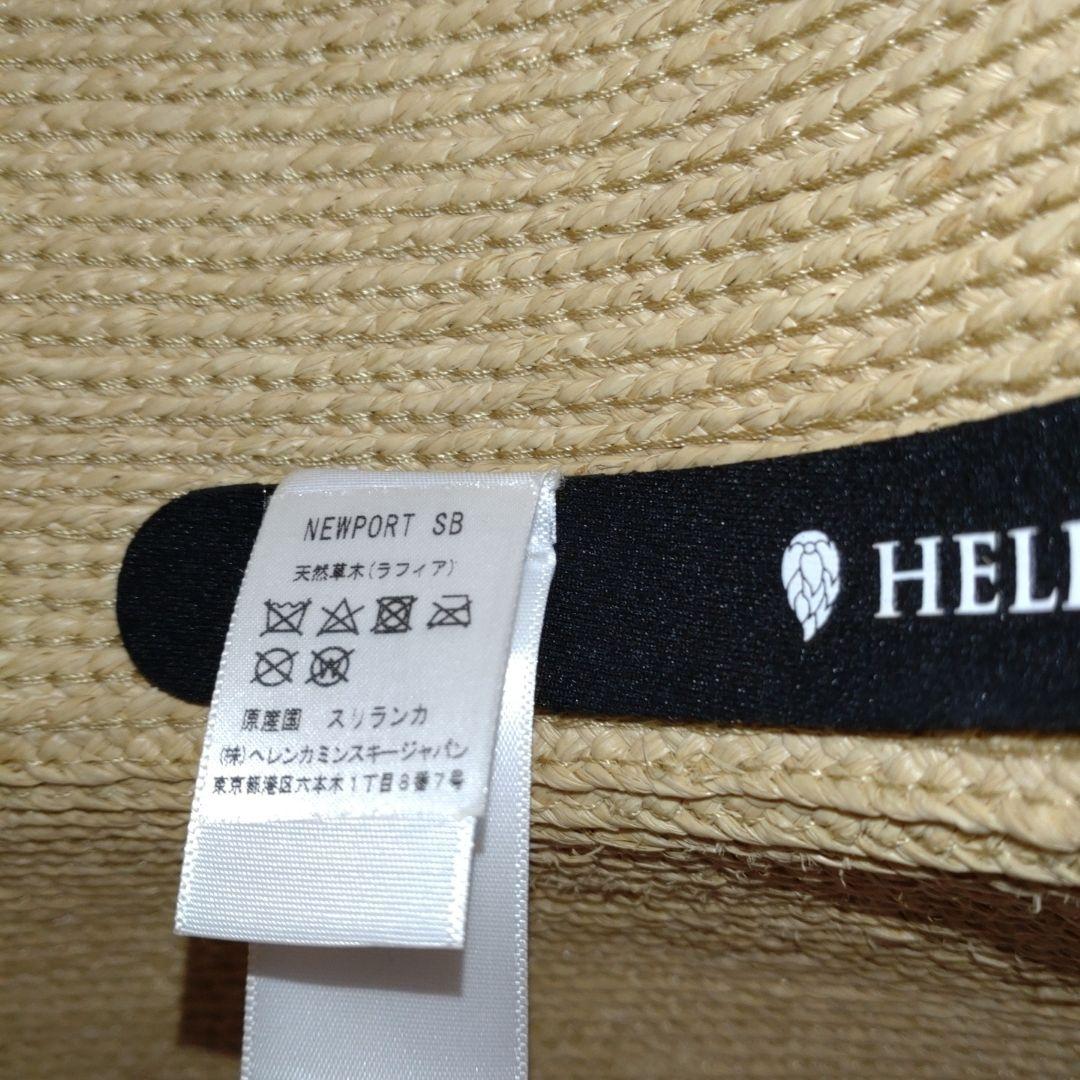 NEWPORT SB
天然草木(ラフィア)
W
原産国 スリランカ
(株)ヘレンカミンスキージャパン
東京都港区六本木1丁目8番7号
HEL